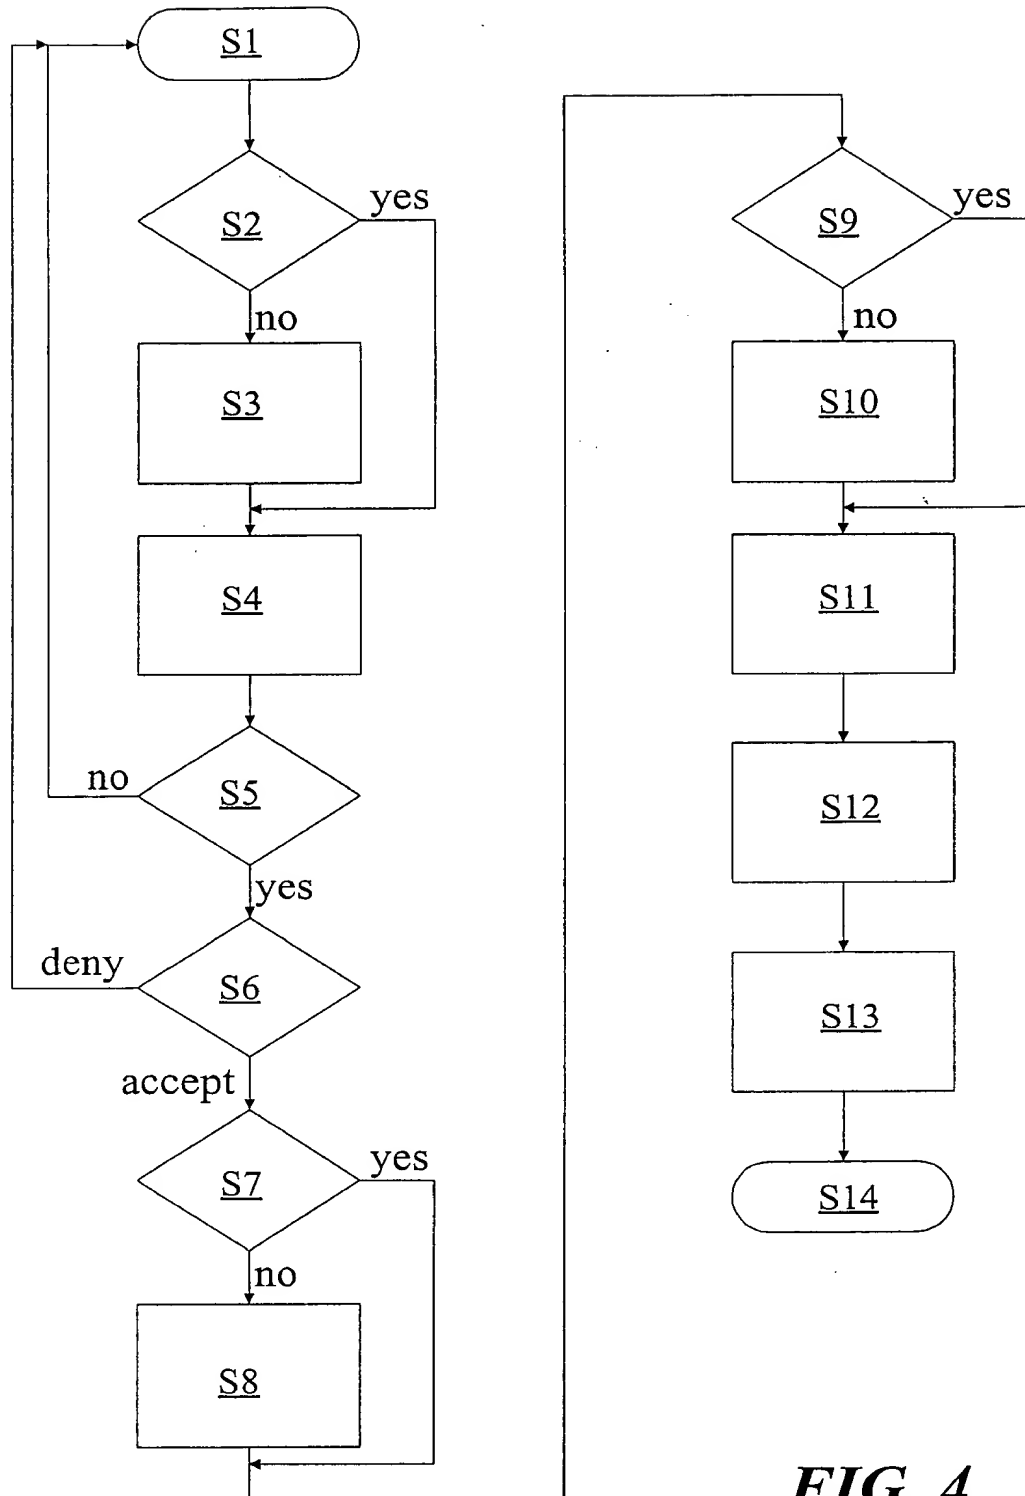 S1
S2
yes
no
S3
S4
S5
no
yes
S6
deny
accept
S7
yes
no
S8
S9
yes
no
S10
S11
S12
S13
S14
FIG. 4